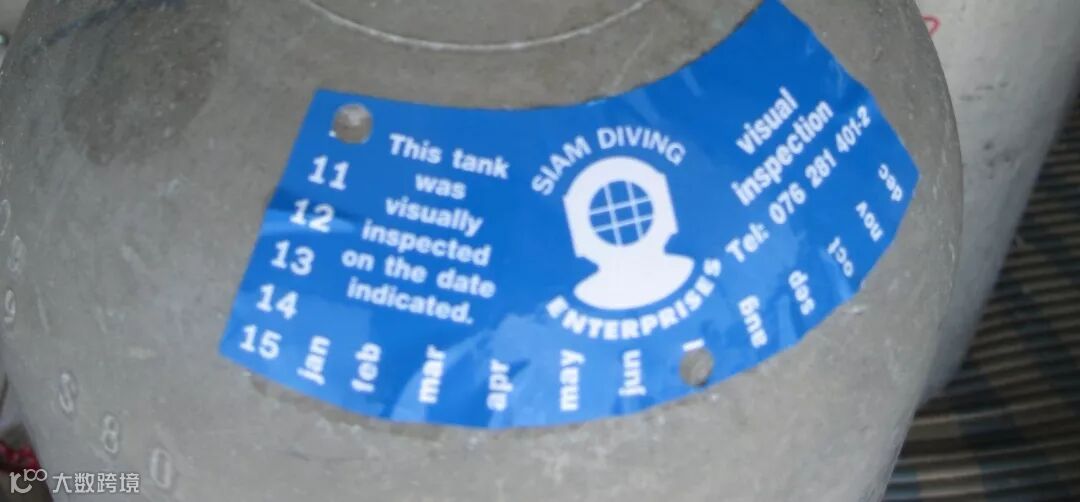 11
12
13
14
15
This tank
was
visually
inspected
on the date
indicated.
SIAM DIVING
ENTERPRISES
visual
inspection
Tel: 076 281 401-2
jan feb mar apr may jun aug sep oct nov dec
880
大数跨境